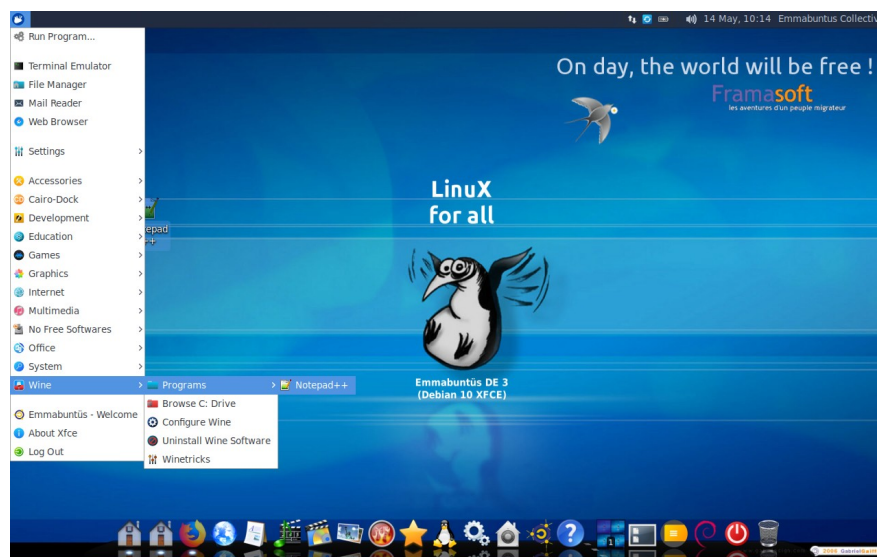 14 May, 10:14 Emmabuntus Collectiv
Run Program...
Terminal Emulator
File Manager
Mail Reader
Web Browser
Settings
Accessories
Cairo-Dock
Development
Education
Games
Graphics
Internet
Multimedia
No Free Softwares
Office
System
Wine
Emmabuntüs - Welcome
About Xfce
Log Out
Programs
Browse C: Drive
Configure Wine
Uninstall Wine Software
Winetricks
Notepad++
epad
++
On day, the world will be free !
Framasoft
les aventures d'un peuple migrateur
LinuX
for all
Emmabuntüs DE 3
(Debian 10 XFCE)
1